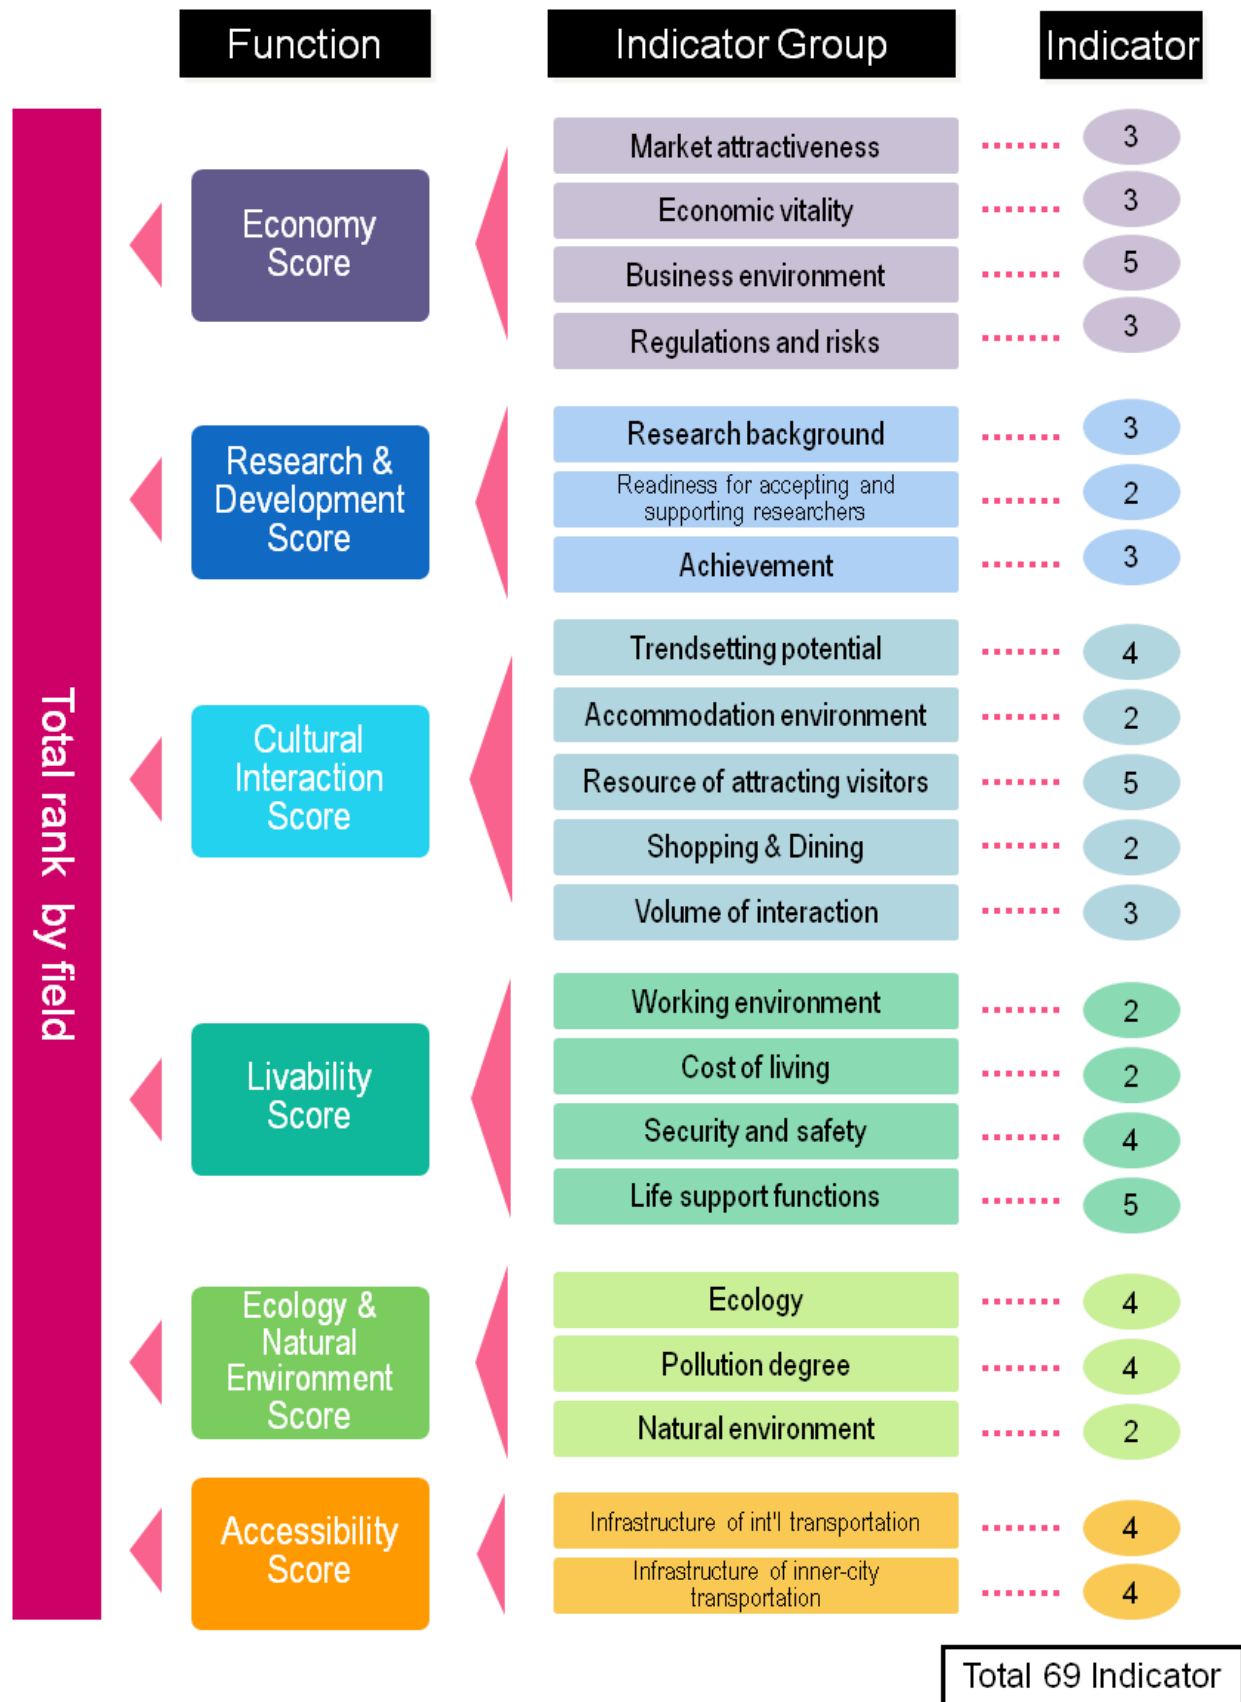 Function
Indicator Group
Indicator
Total rank by field
Economy
Score
Market attractiveness
3
Economic vitality
3
Business environment
5
Regulations and risks
3
Research &
Development
Score
Research background
3
Readiness for accepting and
supporting researchers
2
Achievement
3
Cultural
Interaction
Score
Trendsetting potential
4
Accommodation environment
2
Resource of attracting visitors
5
Shopping & Dining
2
Volume of interaction
3
Livability
Score
Working environment
2
Cost of living
2
Security and safety
4
Life support functions
5
Ecology &
Natural
Environment
Score
Ecology
4
Pollution degree
4
Natural environment
2
Accessibility
Score
Infrastructure of int'l transportation
4
Infrastructure of inner-city
transportation
4
Total 69 Indicator